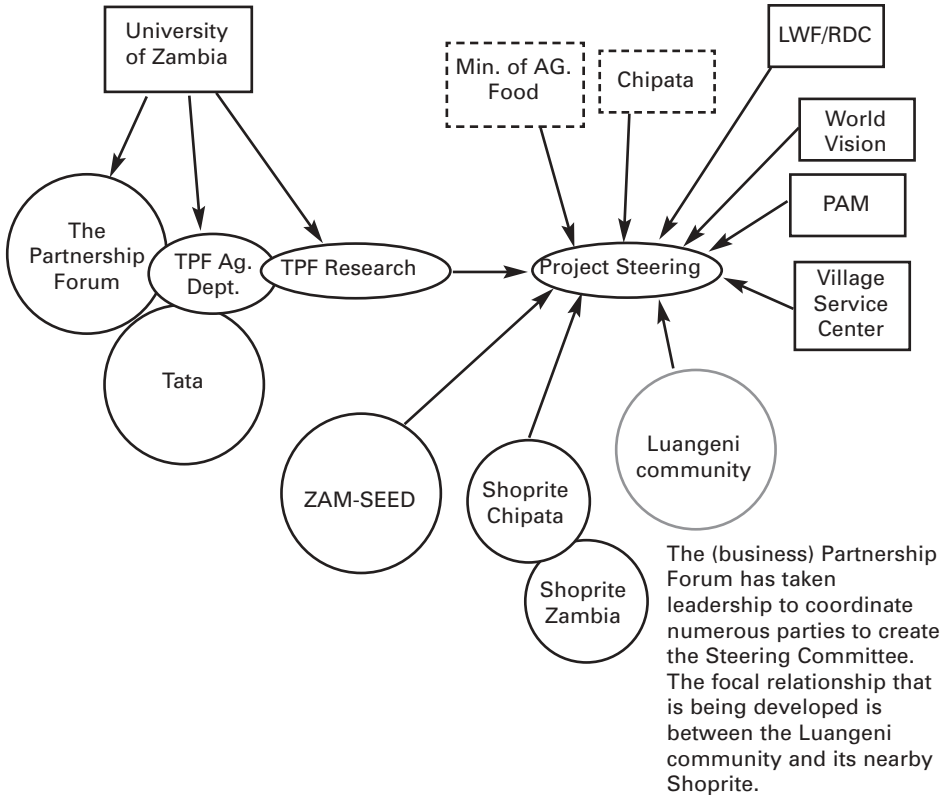 University
of Zambia
Min. of AG.
Food
Chipata
LWF/RDC
World
Vision
PAM
The
Partnership
Forum
TPF Ag.
Dept.
TPF Research
Project Steering
Village
Service
Center
Tata
ZAM-SEED
Shoprite
Chipata
Luangeni
community
Shoprite
Zambia
The (business) Partnership
Forum has taken
leadership to coordinate
numerous parties to create
the Steering Committee.
The focal relationship that
is being developed is
between the Luangeni
community and its nearby
Shoprite.